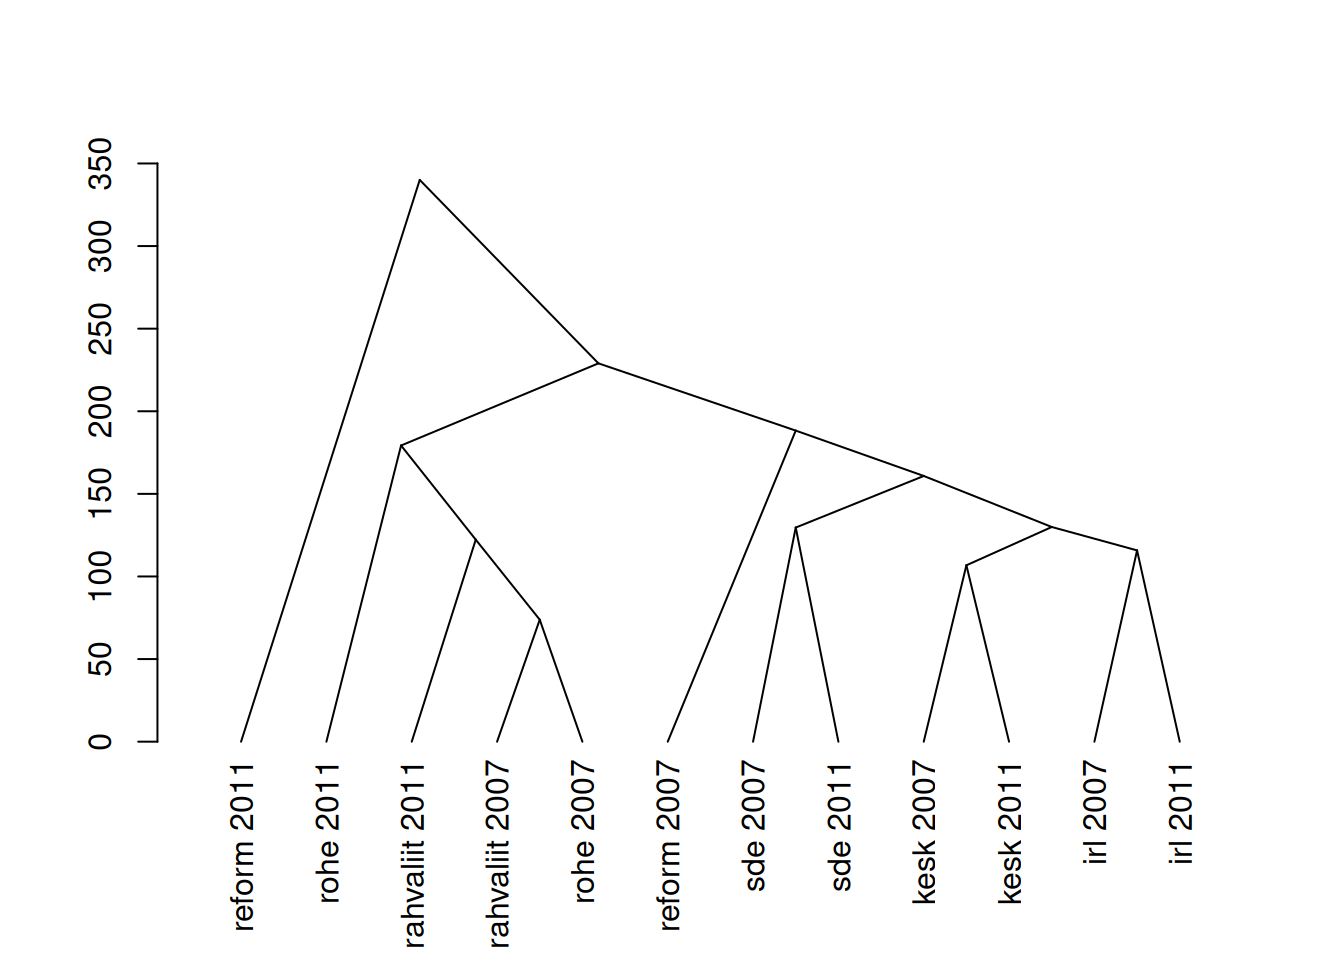 350
300
250
200
150
100
50
0
reform 2011
rohe 2011
rahvaliit 2011
rahvaliit 2007
rohe 2007
reform 2007
sde 2007
sde 2011
kesk 2007
kesk 2011
irl 2007
irl 2011